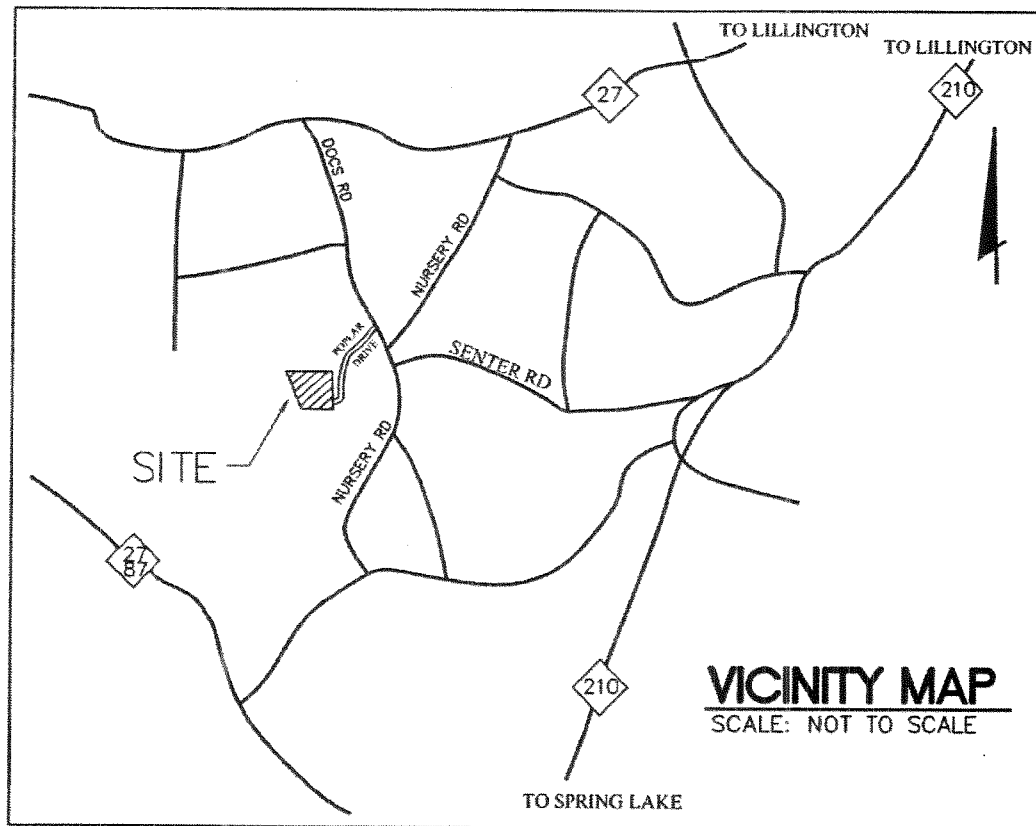 TO LILLINGTON
TO LILLINGTON
27
210
DOCS RD
NURSERY RD
POPLAR
DRIVE
SENTER RD
SITE
NURSERY RD
27
87
210
VICINITY MAP
SCALE: NOT TO SCALE
TO SPRING LAKE